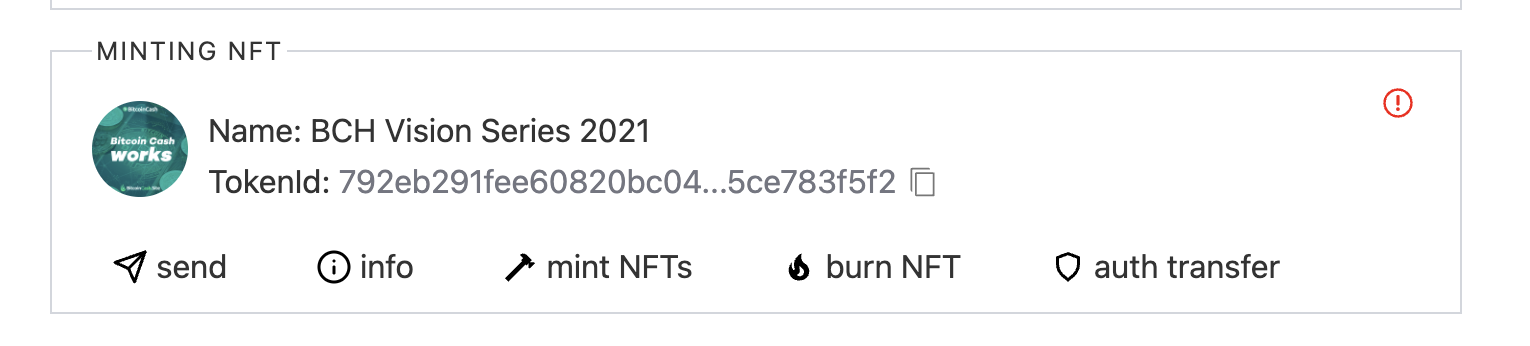 MINTING NFT
BitcoinCash
Bitcoin Cash
works
Name: BCH Vision Series 2021
TokenId: 792eb291fee60820bc04...5ce783f5f2
send info mint NFTs burn NFT auth transfer